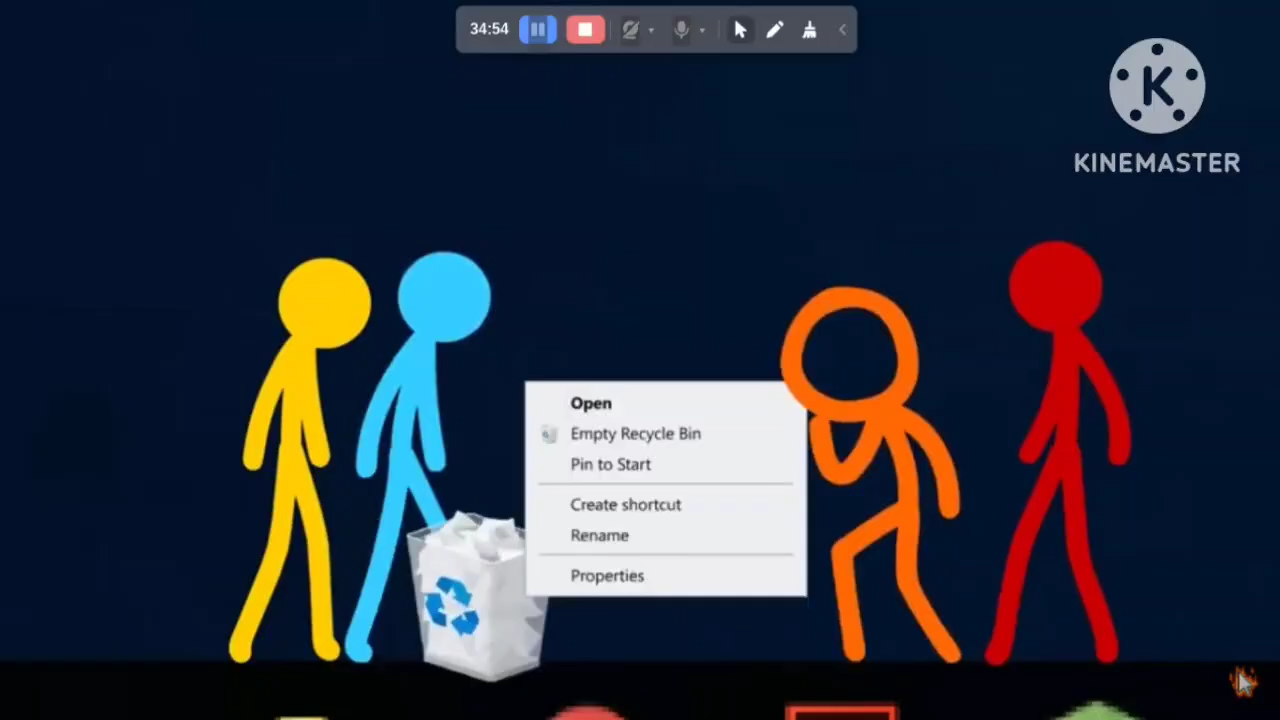 34:54
K
KINEMASTER
Open
Empty Recycle Bin
Pin to Start
Create shortcut
Rename
Properties